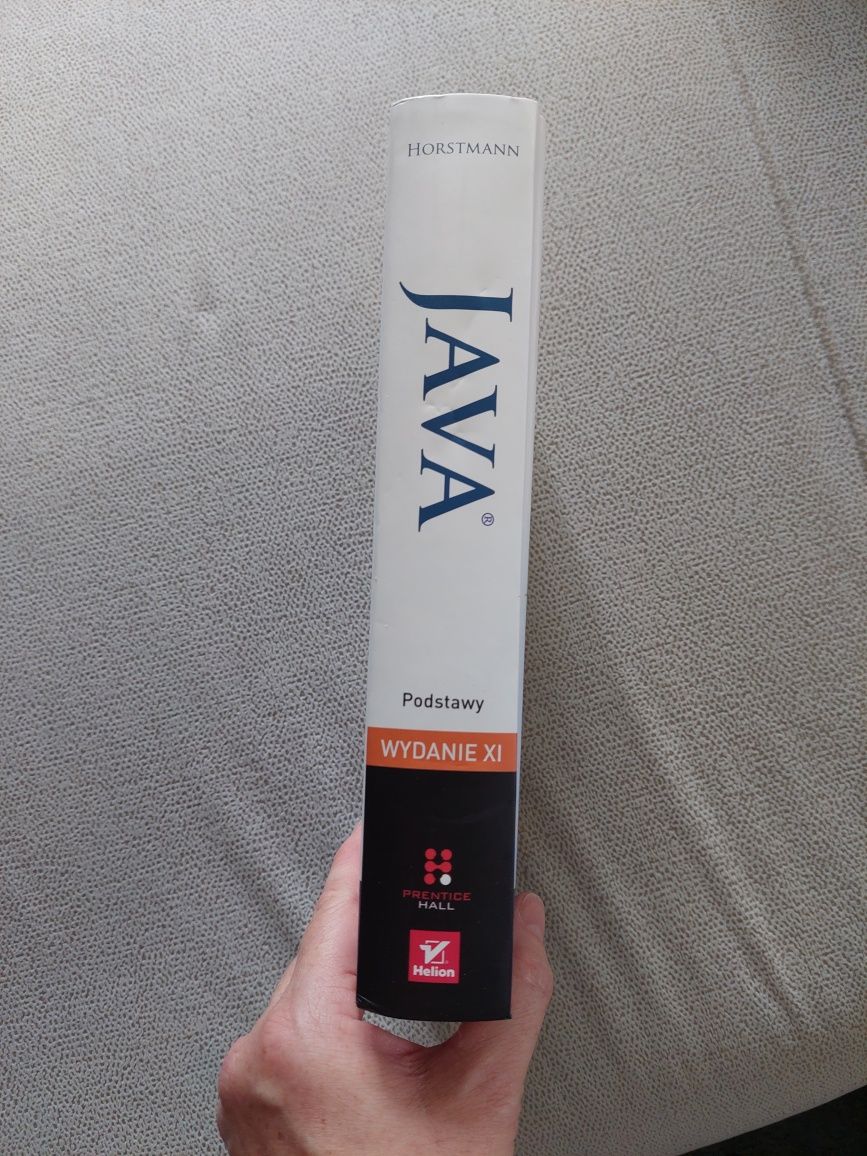 HORSTMANN
JAVA®
Podstawy
WYDANIE XI
PRENTICE
HALL
Helion